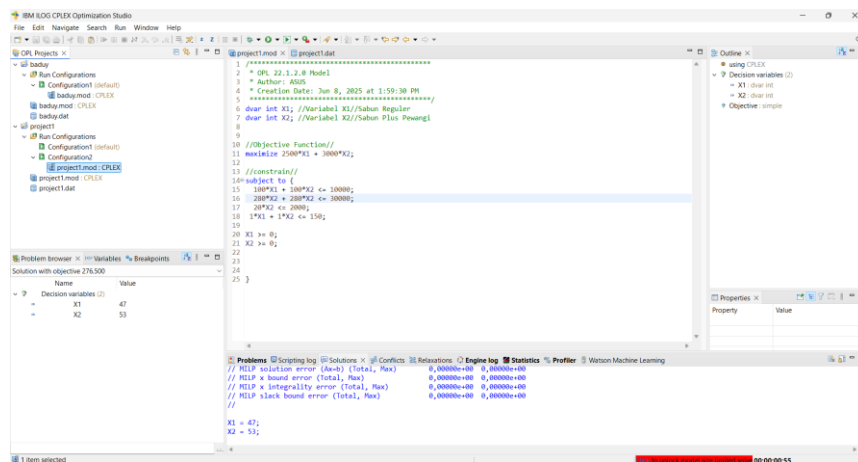 IBM ILOG CPLEX Optimization Studio
File Edit Navigate Search Run Window Help
OPL Projects
baduy
Run Configurations
Configuration1 (default)
baduy.mod : CPLEX
baduy.mod : CPLEX
baduy.dat
project1
Run Configurations
Configuration1 (default)
Configuration2
project1.mod : CPLEX
project1.mod : CPLEX
project1.dat
Problem browser Variables Breakpoints
Solution with objective 276.500
Name Value
Decision variables (2)
X1 47
X2 53
project1.mod project1.dat
1 /*********************************************
2 * OPL 22.1.2.0 Model
3 * Author: ASUS
4 * Creation Date: Jun 8, 2025 at 1:59:30 PM
5 *********************************************/
6 dvar int X1; //Variabel X1//Sabun Reguler
7 dvar int X2; //Variabel X2//Sabun Plus Pewangi
8
9
10 //Objective Function//
11 maximize 2500*X1 + 3000*X2;
12
13 //constrain//
14 subject to {
15 100*X1 + 100*X2 <= 10000;
16 280*X2 + 280*X2 <= 30000;
17 20*X2 <= 2000;
18 1*X1 + 1*X2 <= 150;
19
20 X1 >= 0;
21 X2 >= 0;
22
23
24
25 }
Problems Scripting log Solutions Conflicts Relaxations Engine log Statistics Profiler Watson Machine Learning
// MILP solution error (Ax=b) (Total, Max) 0,00000e+00 0,00000e+00
// MILP x bound error (Total, Max) 0,00000e+00 0,00000e+00
// MILP x integrality error (Total, Max) 0,00000e+00 0,00000e+00
// MILP slack bound error (Total, Max) 0,00000e+00 0,00000e+00
//
X1 = 47;
X2 = 53;
Outline
using CPLEX
Decision variables (2)
X1 : dvar int
X2 : dvar int
Objective : simple
Properties
Property Value
1 item selected
00:00:00:55